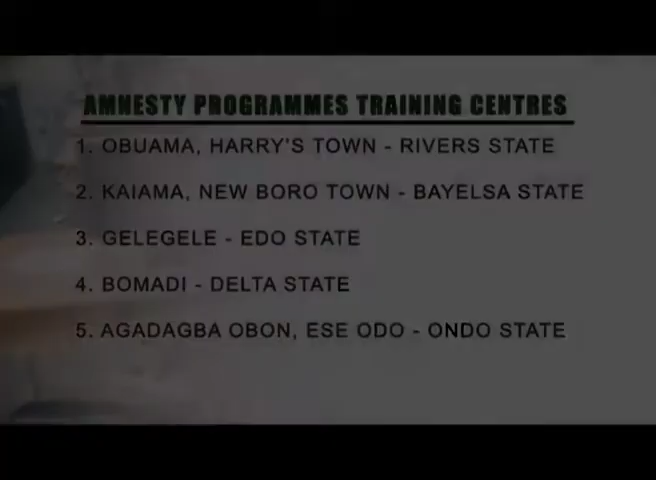 AMNESTY PROGRAMMES TRAINING CENTRES
1. OBUAMA, HARRY'S TOWN - RIVERS STATE
2. KAIAMA, NEW BORO TOWN - BAYELSA STATE
3. GELEGELE - EDO STATE
4. BOMADI - DELTA STATE
5. AGADAGBA OBON, ESE ODO - ONDO STATE